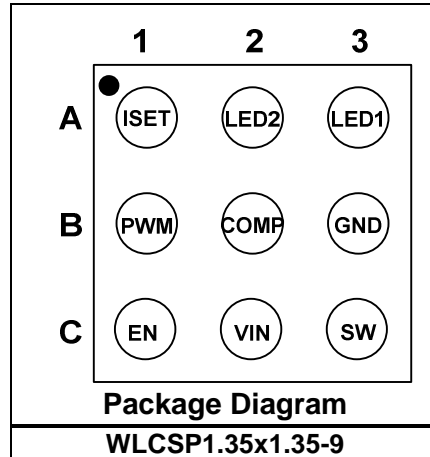 1 2 3
A ISET LED2 LED1
B PWM COMP GND
C EN VIN SW
Package Diagram
WLCSP1.35x1.35-9